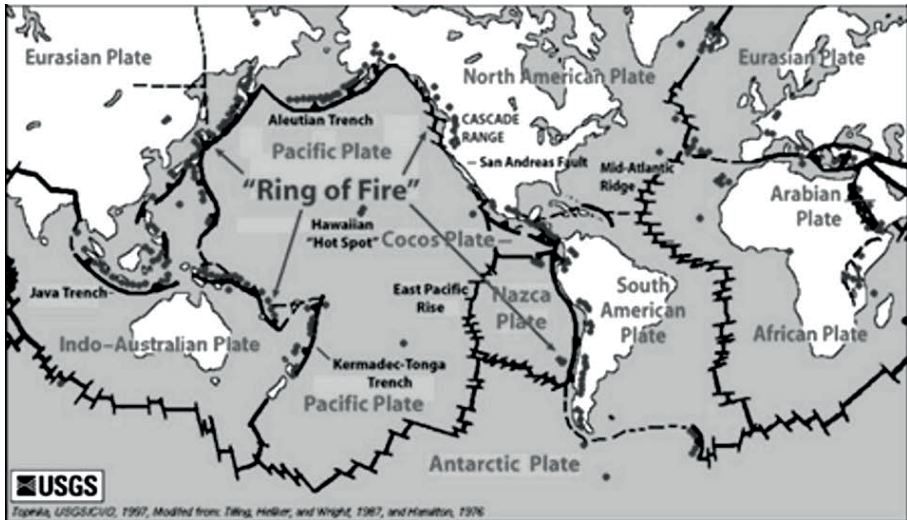 Eurasian Plate
North American Plate
Eurasian Plate
Aleutian Trench
CASCADE
RANGE
Pacific Plate
San Andreas Fault
Mid-Atlantic
Ridge
"Ring of Fire"
Arabian
Plate
Hawaiian
"Hot Spot"
Cocos Plate
Java Trench
East Pacific
Rise
Nazca
Plate
South
American
Plate
Indo-Australian Plate
African Plate
Kermadec-Tonga
Trench
Pacific Plate
Antarctic Plate
USGS
Topinka, USGS/CVO, 1997, Modified from: Tilling, Heliker, and Wright, 1987, and Hamilton, 1976